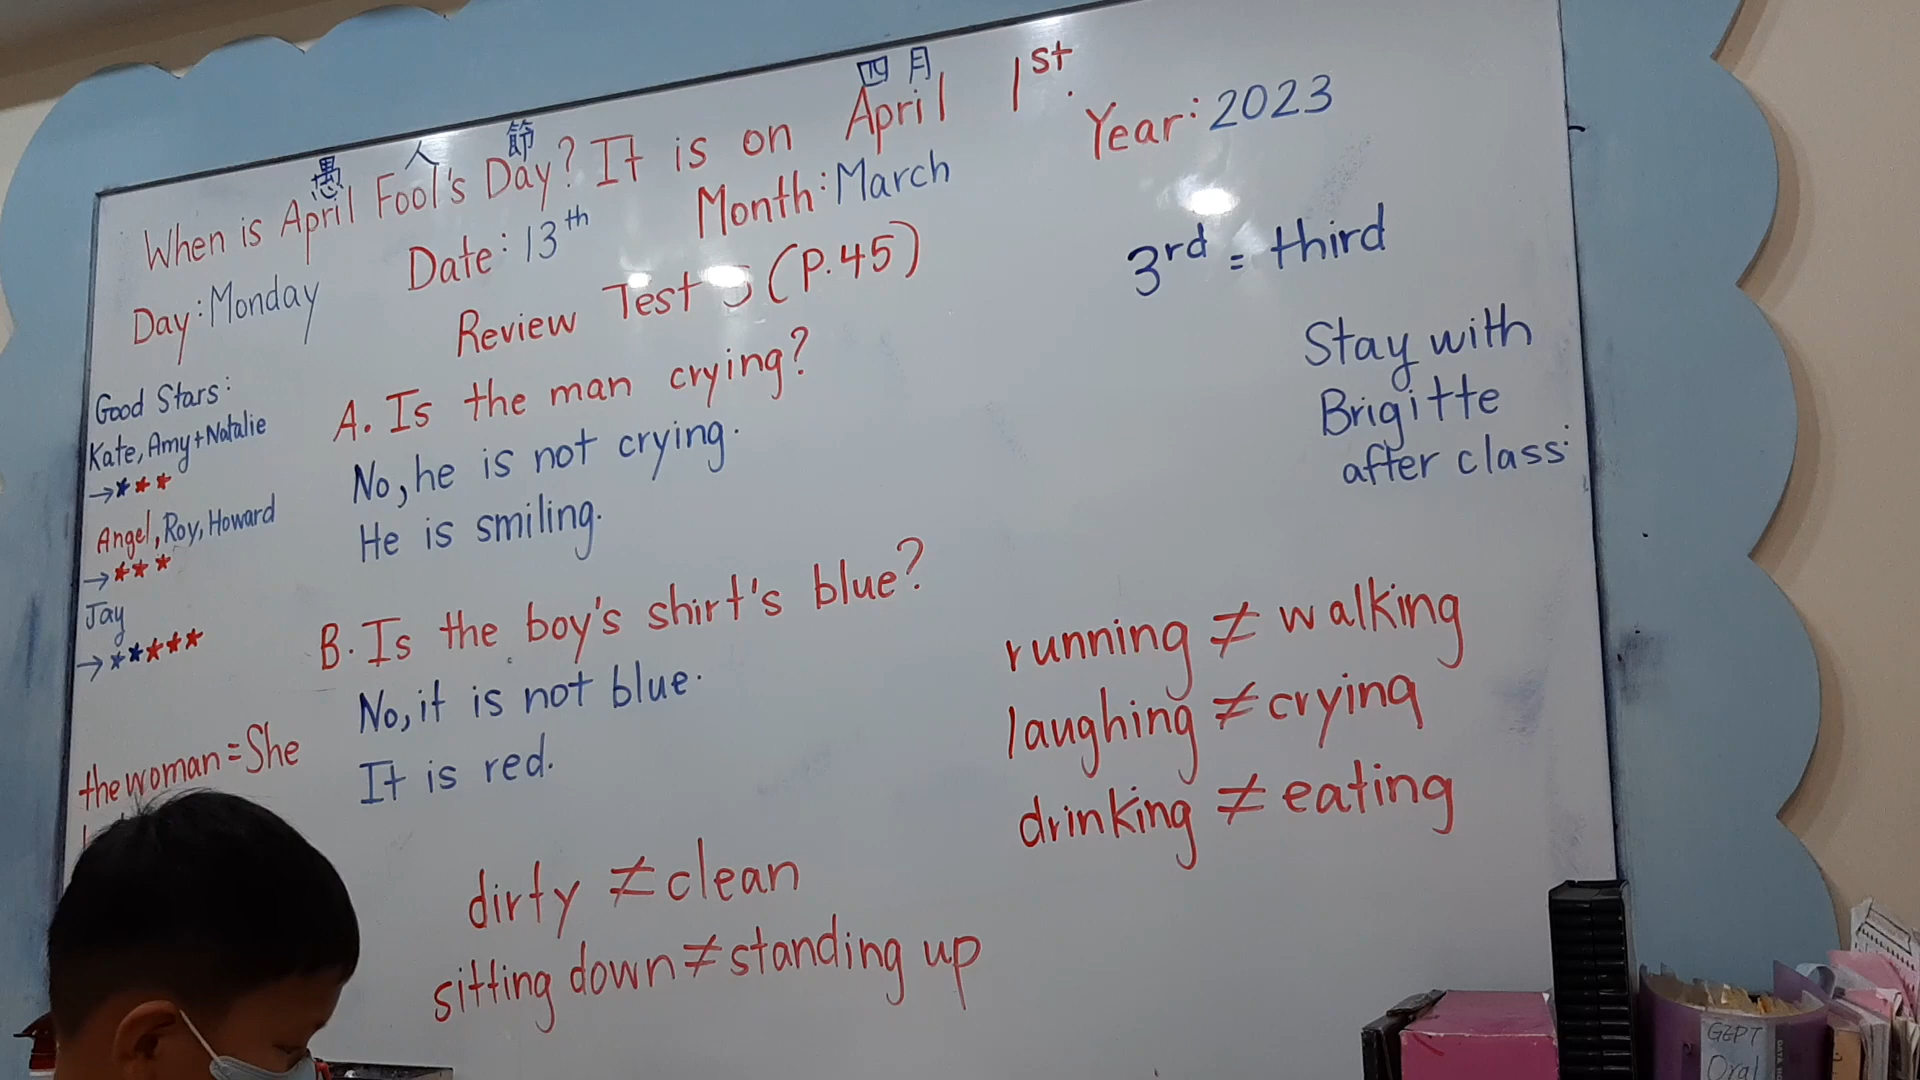 四月
愚人節
When is April Fool's Day? It is on April 1st.
Day: Monday Date: 13th Month: March Year: 2023
Review Test 5 (P.45)
3rd = third
Stay with
Brigitte
after class.
Good Stars:
Kate, Amy + Natalie
→ ★★★
Angel, Roy, Howard
→ ★★★
Jay
→ ★★★★★
the woman = She
A. Is the man crying?
No, he is not crying.
He is smiling.
B. Is the boy's shirt's blue?
No, it is not blue.
It is red.
dirty ≠ clean
sitting down ≠ standing up
running ≠ walking
laughing ≠ crying
drinking ≠ eating
GEPT
Oral